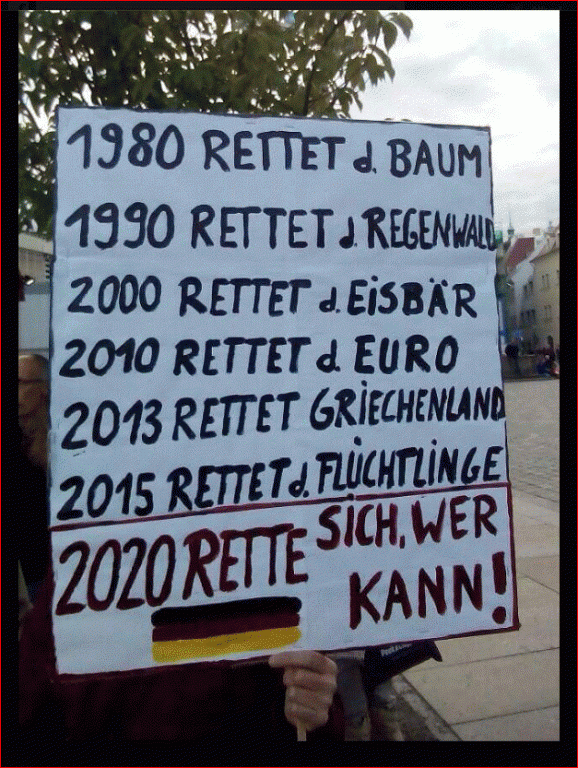 1980 RETTET d. BAUM
1990 RETTET d. REGENWALD
2000 RETTET d. EiSBÄR
2010 RETTET d. EURO
2013 RETTET GRiECHENLAND
2015 RETTET d. FLÜCHTLiNGE
2020 RETTE SiCH, WER
KANN!